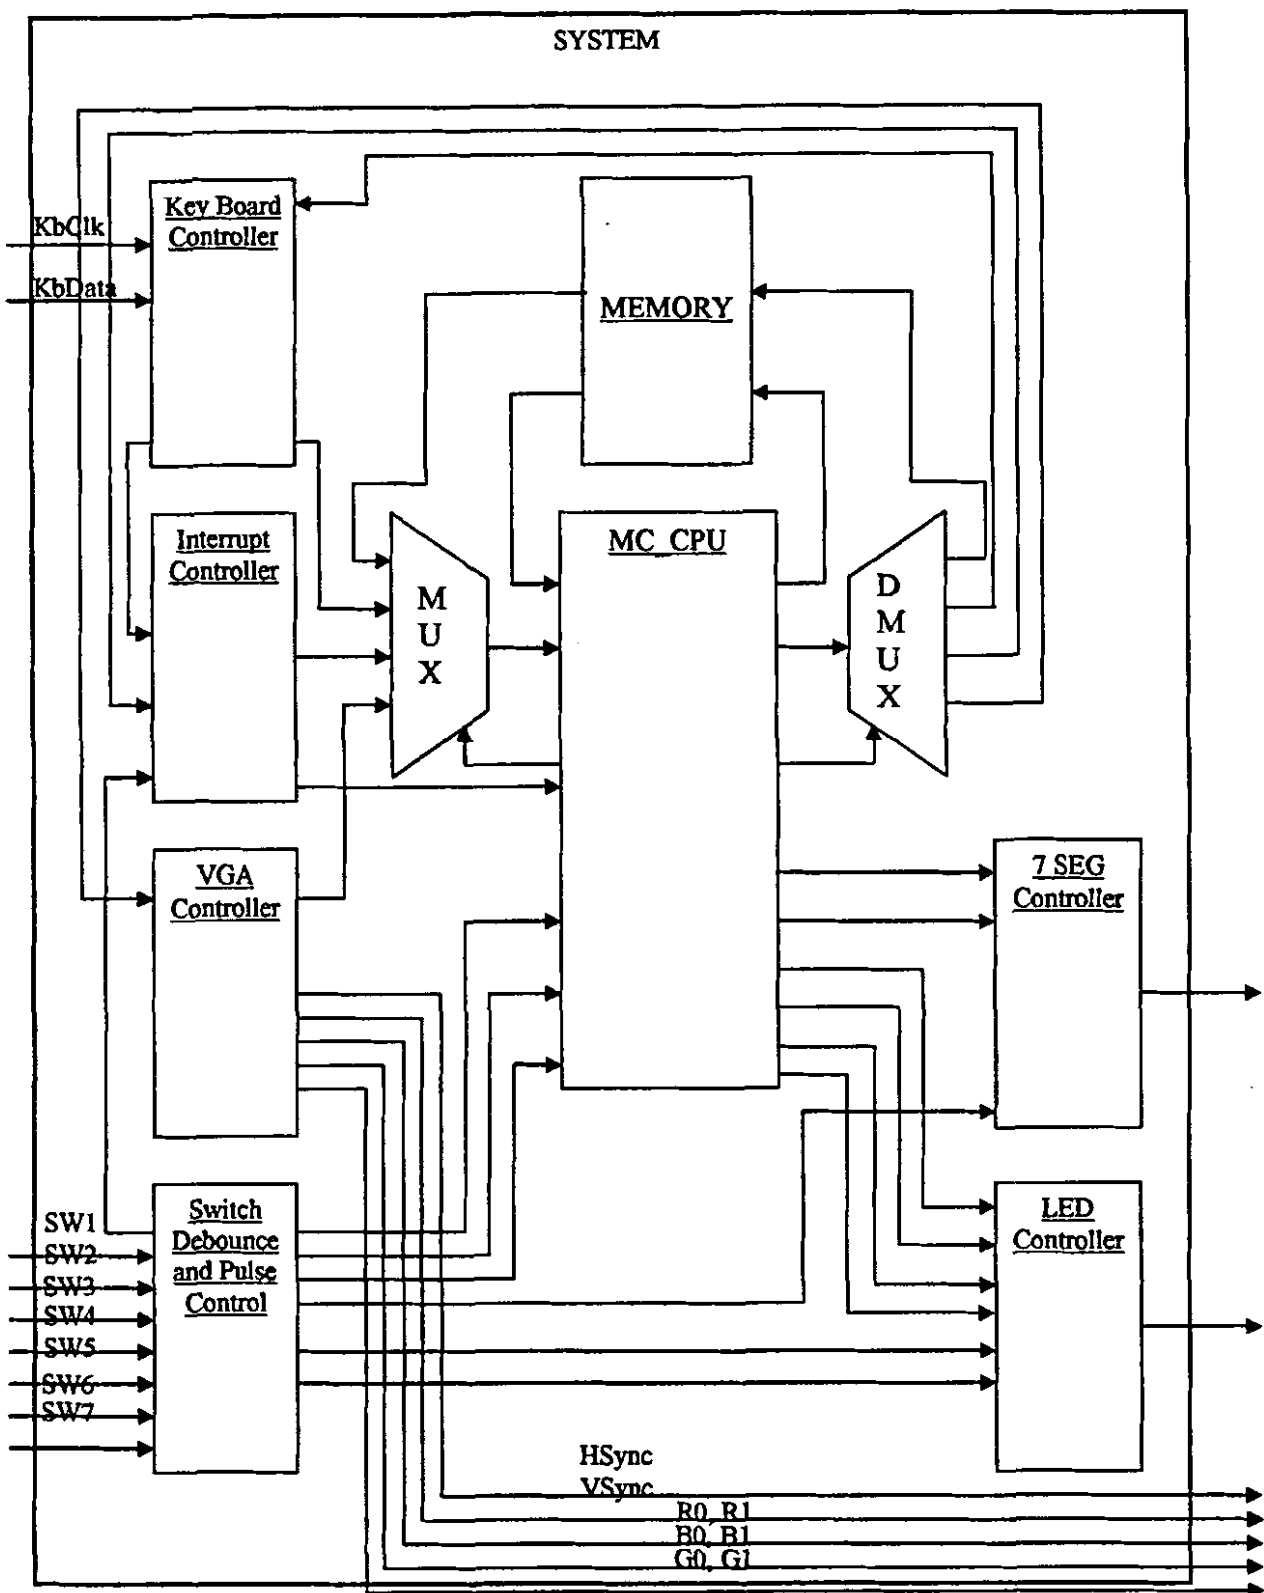 SYSTEM
Key Board
Controller
KbClk
KbData
MEMORY
Interrupt
Controller
MC_CPU
M
U
X
D
M
U
X
VGA
Controller
7 SEG
Controller
SW1
SW2
SW3
SW4
SW5
SW6
SW7
Switch
Debounce
and Pulse
Control
LED
Controller
HSync
VSync
R0, R1
B0, B1
G0, G1